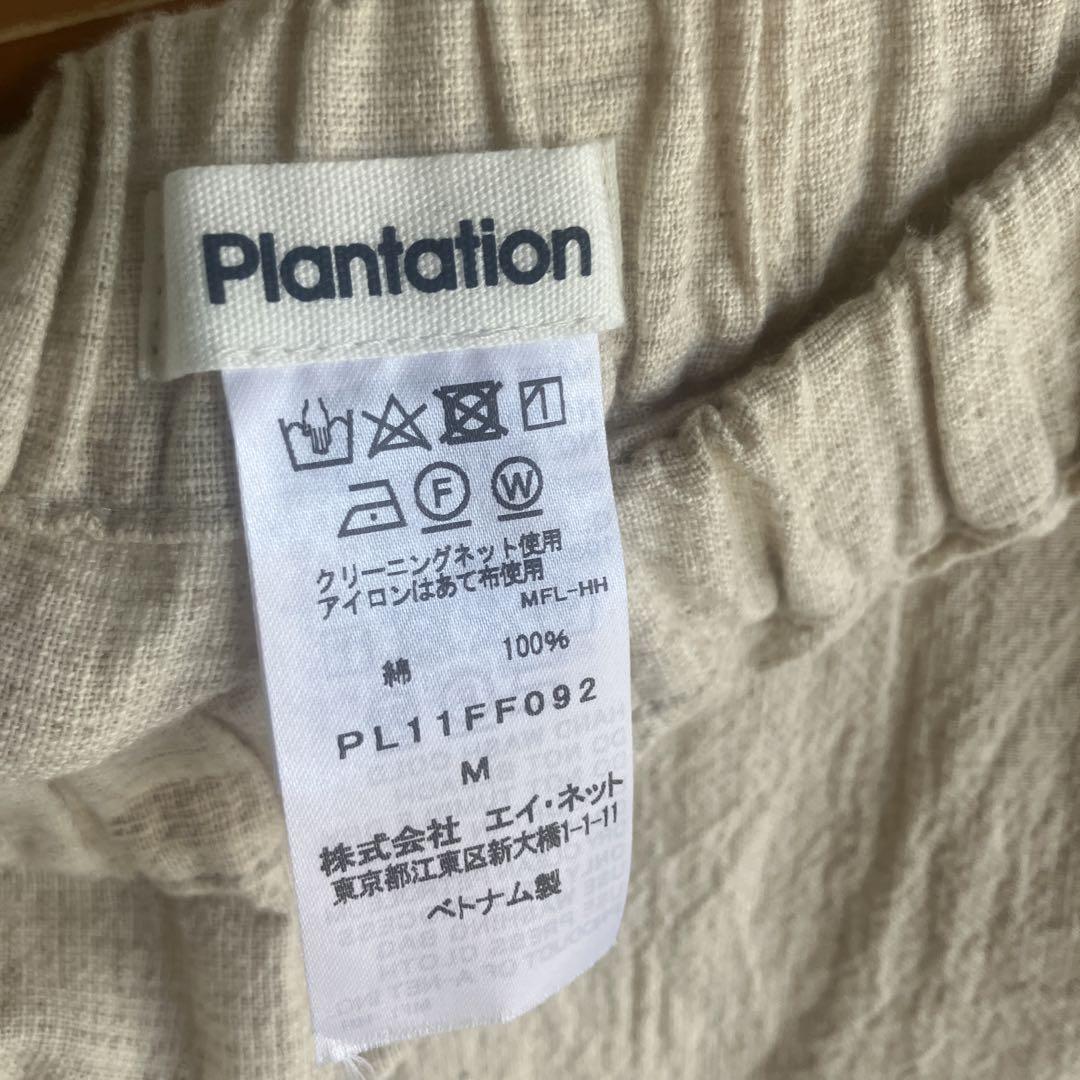 Plantation
F W
クリーニングネット使用
アイロンはあて布使用
MFL-HH
綿 100%
PL11FF092
M
株式会社 エイ・ネット
東京都江東区新大橋1-1-11
ベトナム製